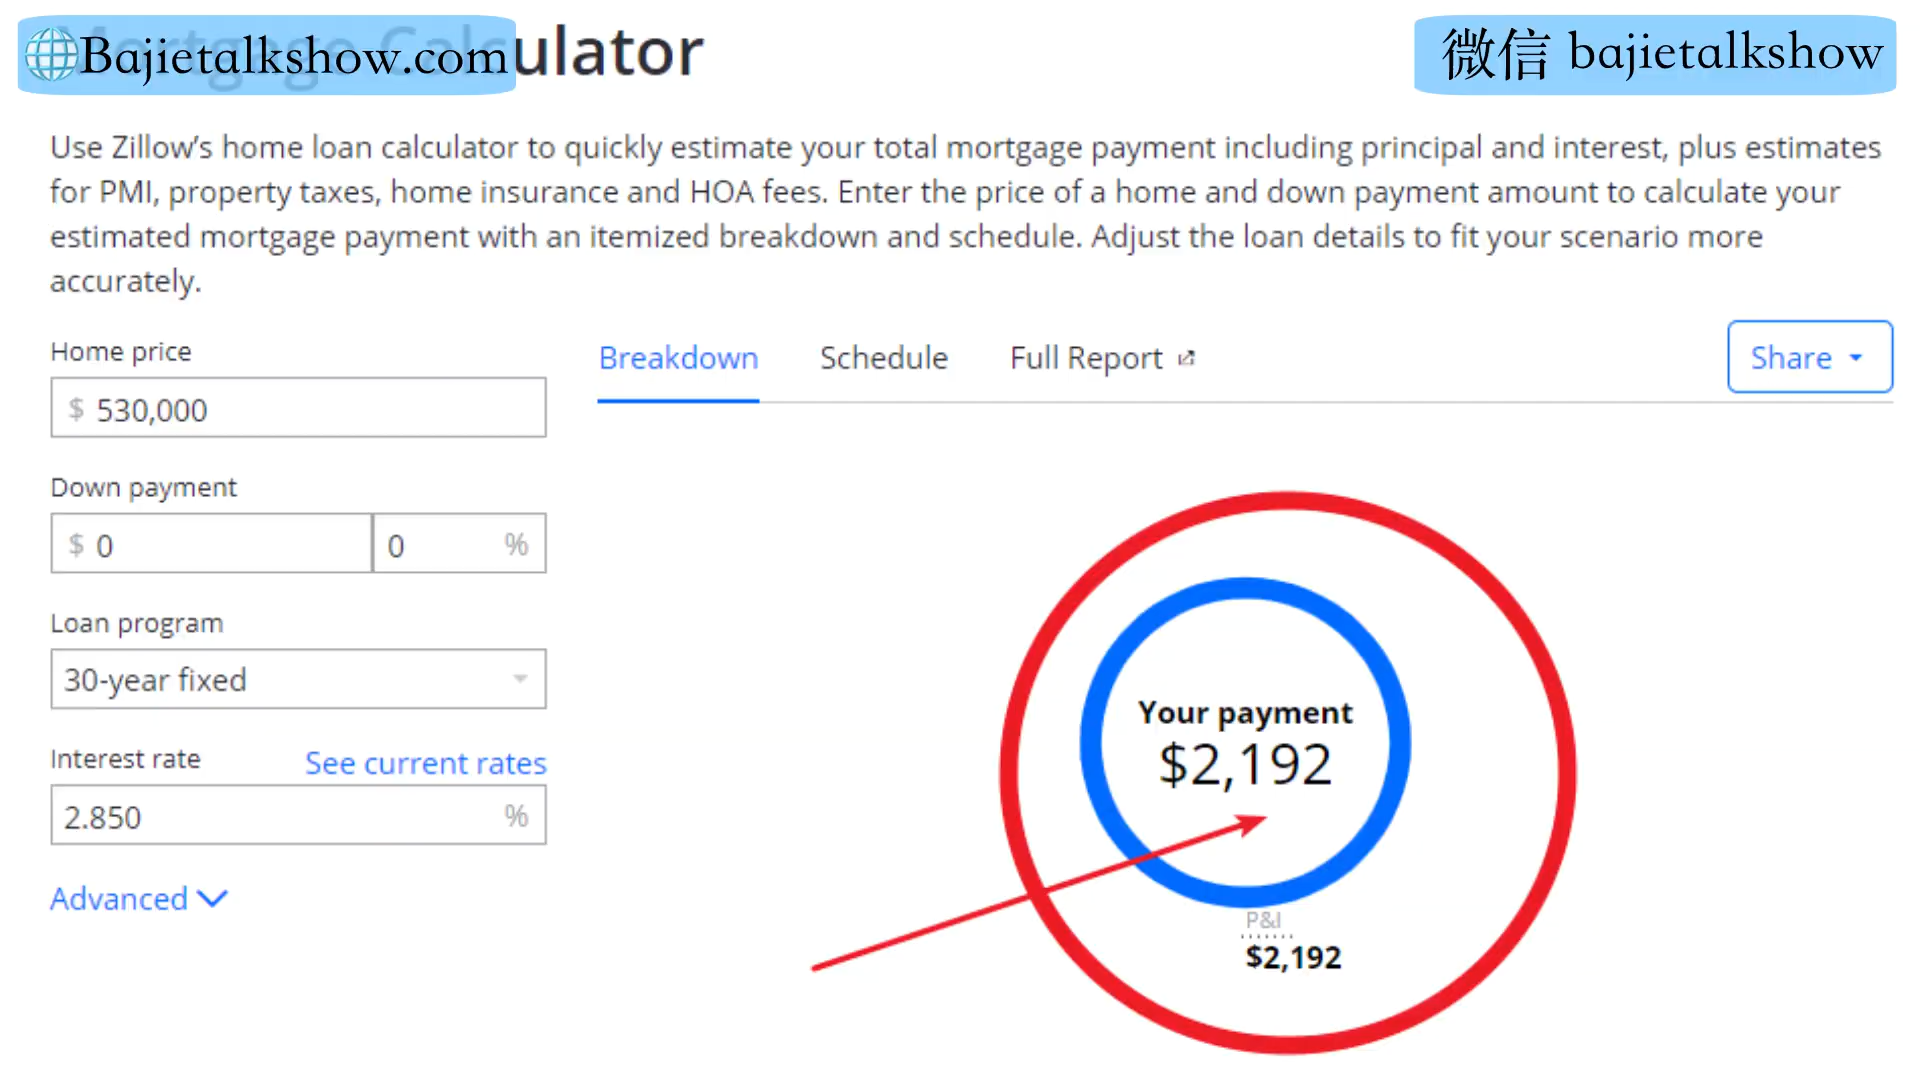 Bajietalkshow.com
Mortgage Calculator
微信 bajietalkshow
Use Zillow’s home loan calculator to quickly estimate your total mortgage payment including principal and interest, plus estimates
for PMI, property taxes, home insurance and HOA fees. Enter the price of a home and down payment amount to calculate your
estimated mortgage payment with an itemized breakdown and schedule. Adjust the loan details to fit your scenario more
accurately.
Home price
$ 530,000
Down payment
$ 0 0 %
Loan program
30-year fixed
Interest rate See current rates
2.850 %
Advanced
Breakdown Schedule Full Report
Share
Your payment
$2,192
P&I
$2,192